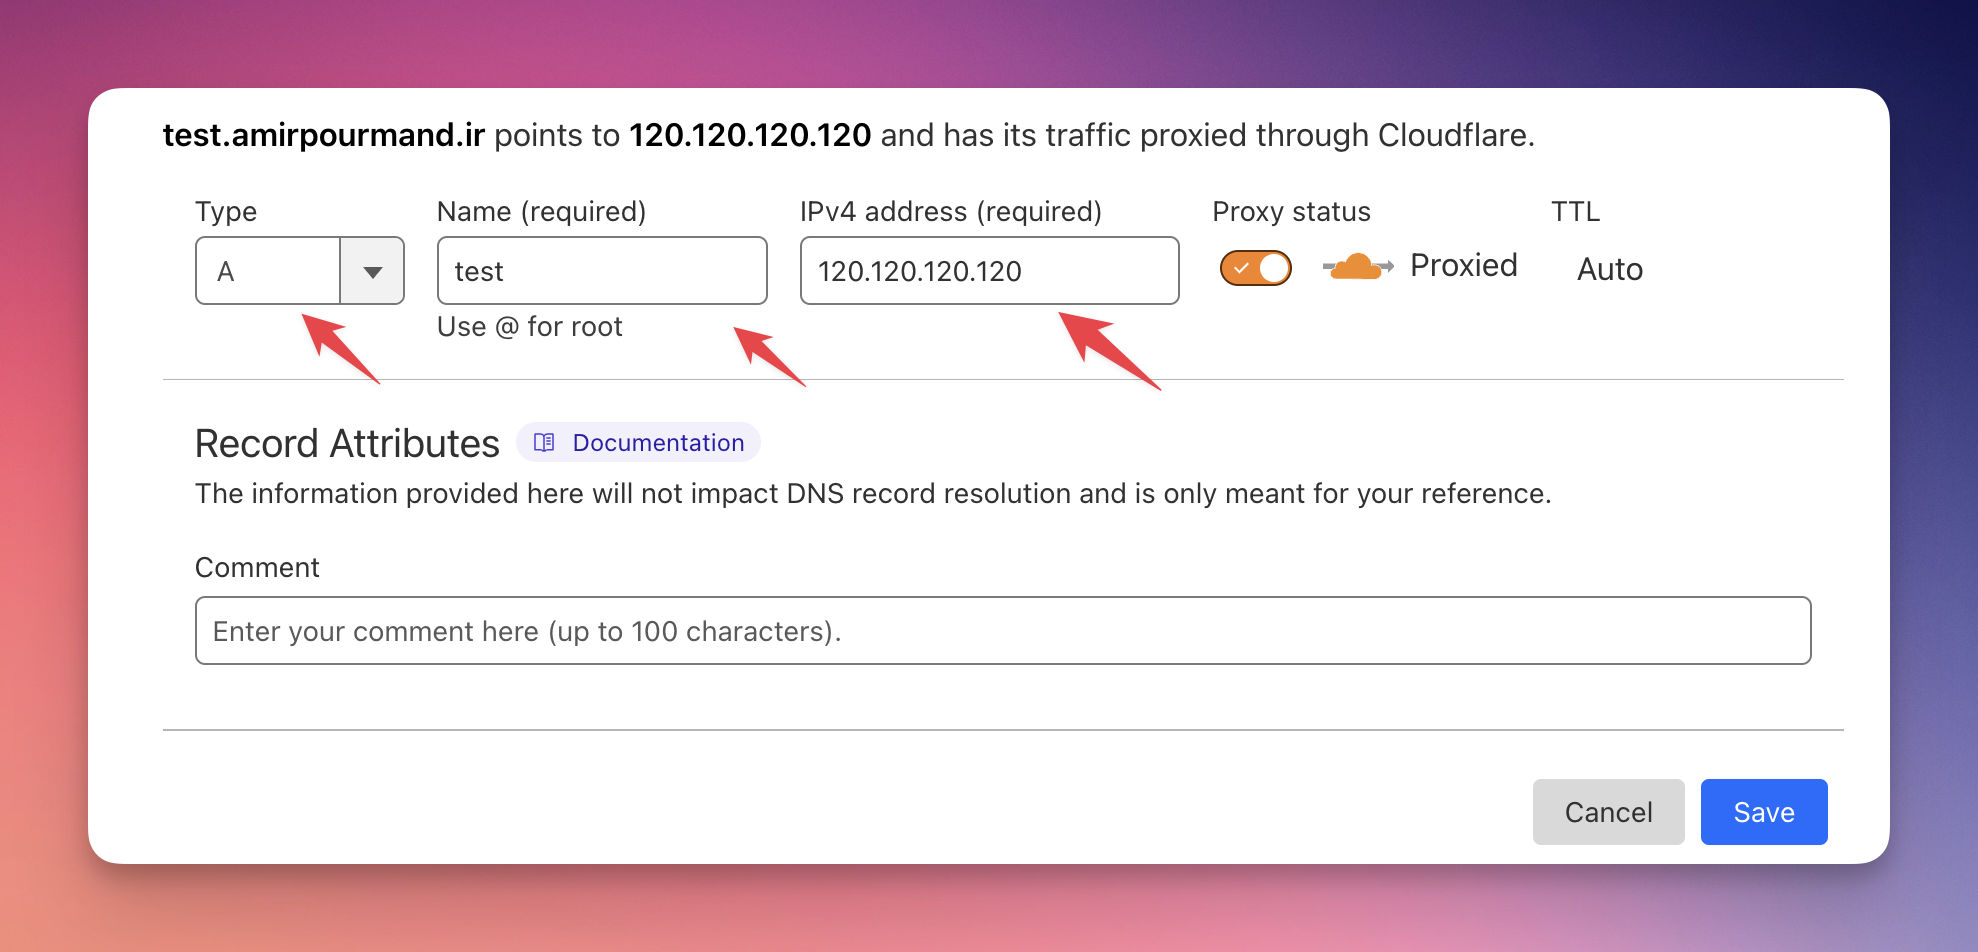 test.amirpourmand.ir points to 120.120.120.120 and has its traffic proxied through Cloudflare.
Type Name (required) IPv4 address (required) Proxy status TTL
A test 120.120.120.120 Proxied Auto
Use @ for root
Record Attributes Documentation
The information provided here will not impact DNS record resolution and is only meant for your reference.
Comment
Enter your comment here (up to 100 characters).
Cancel Save